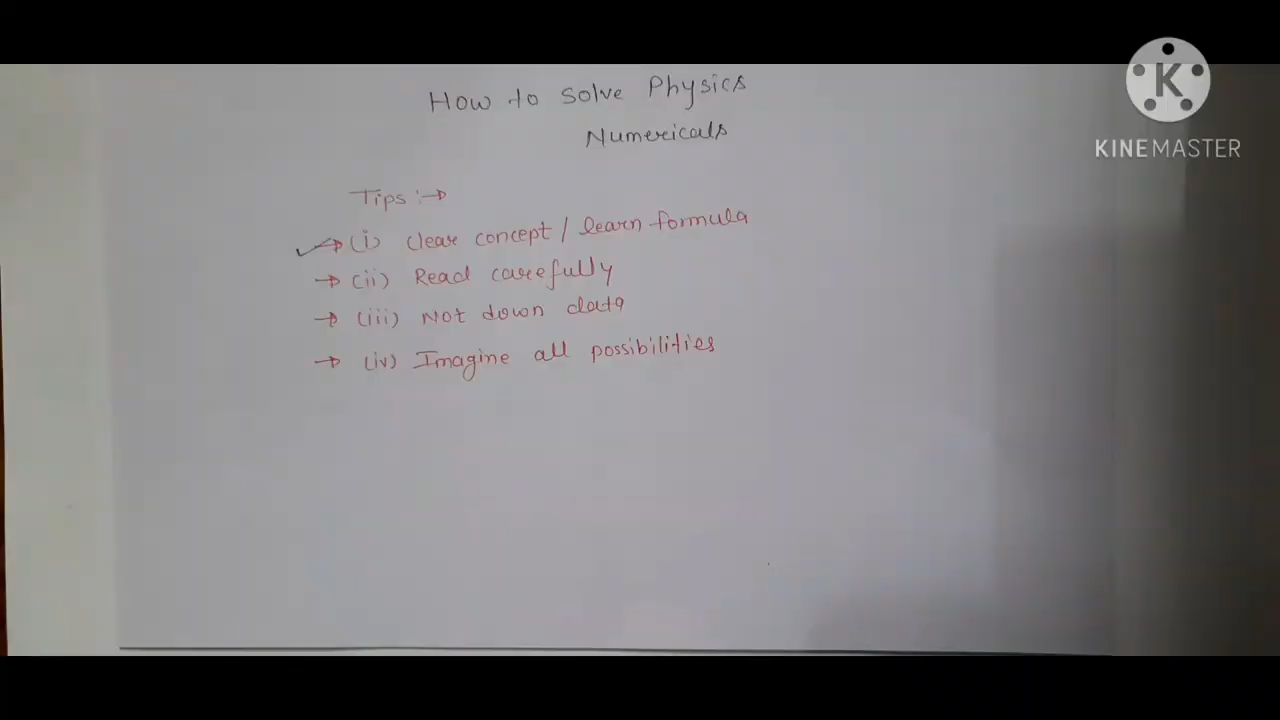 How to solve Physics
Numericals
Tips :→
→ (i) clear concept / learn formula
→ (ii) Read carefully
→ (iii) Not down data
→ (iv) Imagine all possibilities
K
KINEMASTER